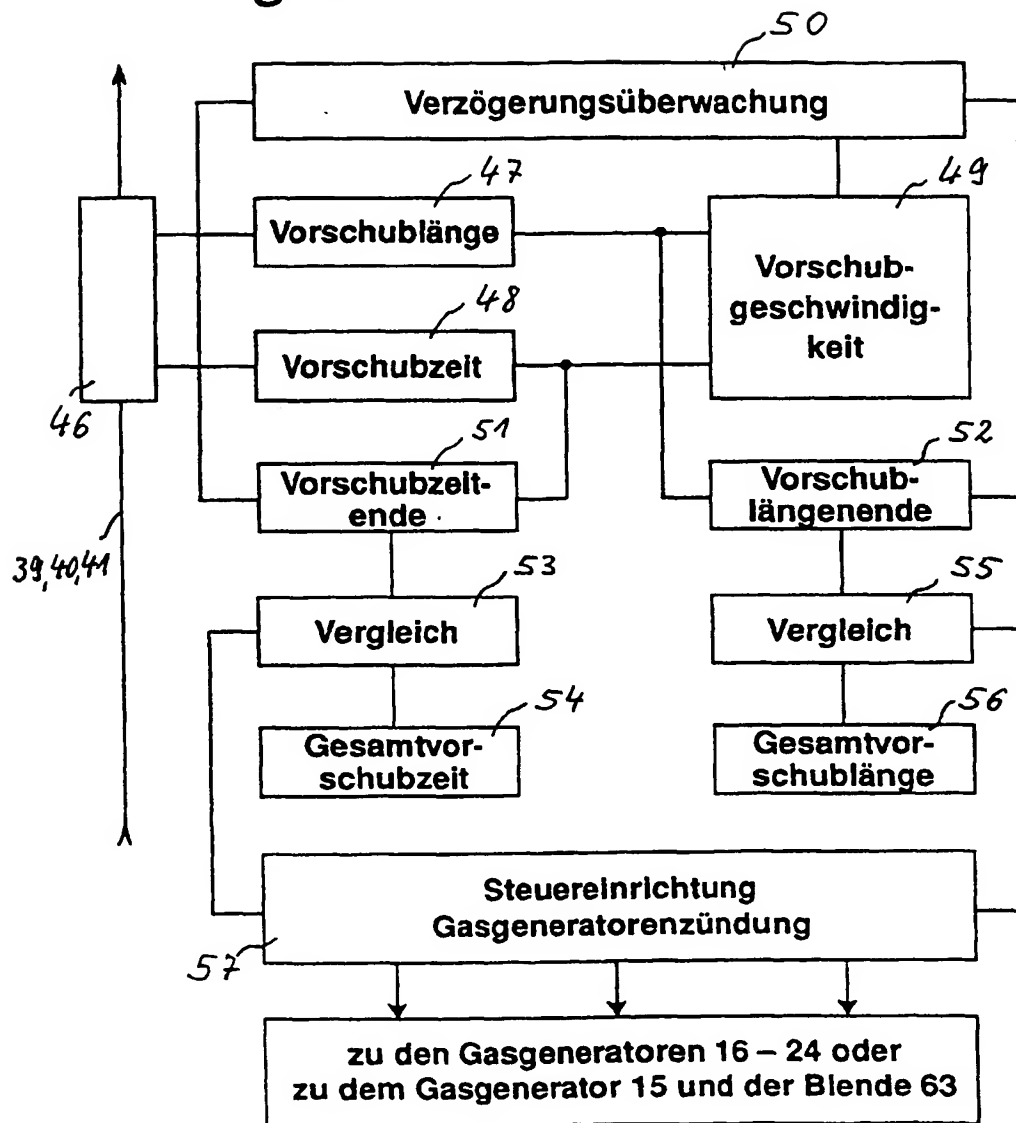 50
Verzögerungsüberwachung
47
49
Vorschublänge
Vorschub-
geschwindig-
keit
48
Vorschubzeit
46
51
52
Vorschubzeit-
ende
Vorschub-
längenende
39,40,41
53
55
Vergleich
Vergleich
54
56
Gesamtvor-
schubzeit
Gesamtvor-
schublänge
Steuereinrichtung
Gasgeneratorenzündung
57
zu den Gasgeneratoren 16 – 24 oder
zu dem Gasgenerator 15 und der Blende 63